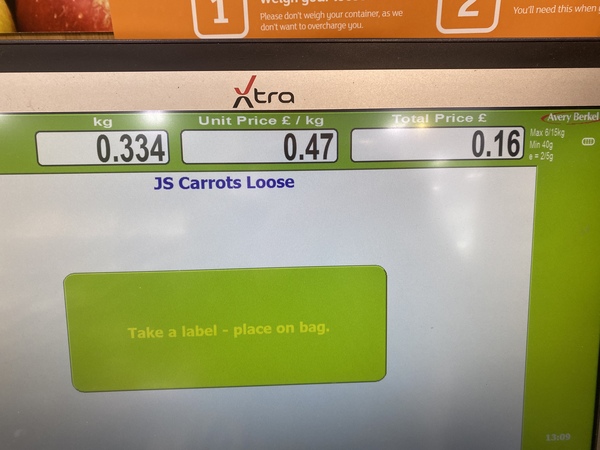 1
Please don't weigh your container, as we
don't want to overcharge you.
2
You'll need this when
Xtra
kg
Unit Price £ / kg
Total Price £
Avery Berkel
0.334
0.47
0.16
Max 6/15kg
Min 40g
e = 2/5g
JS Carrots Loose
Take a label - place on bag.
13:09